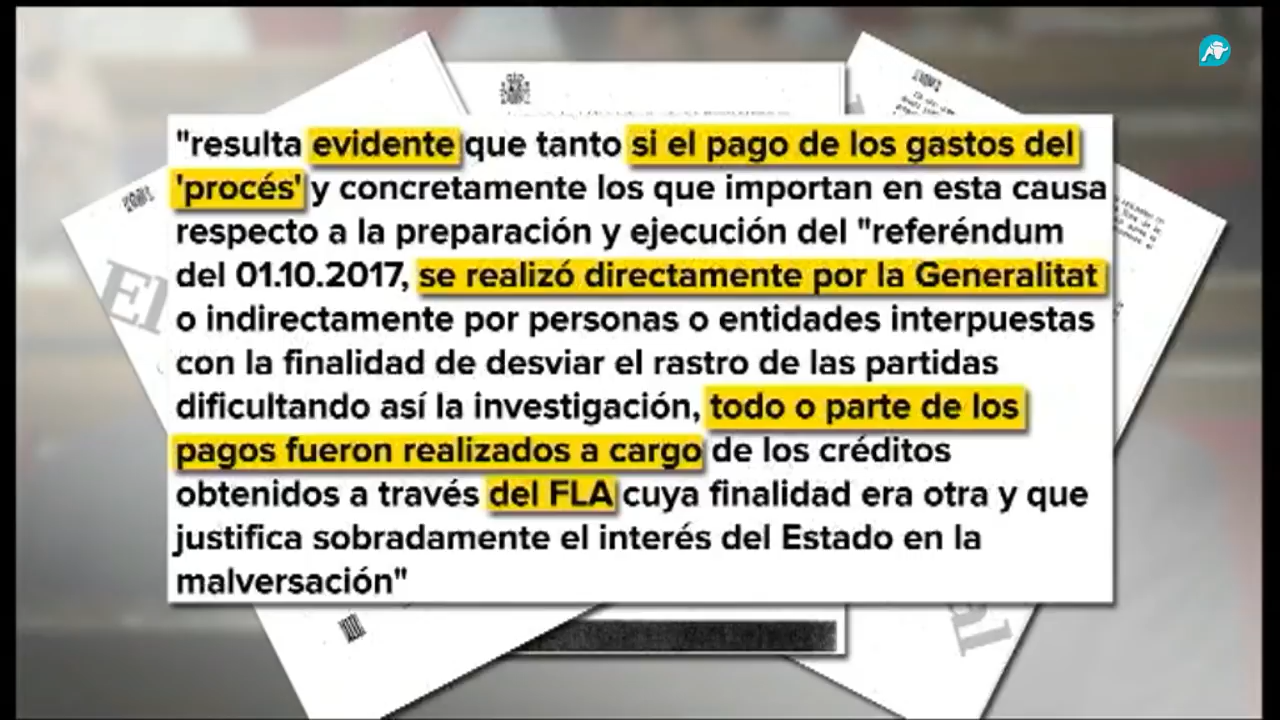 "resulta evidente que tanto si el pago de los gastos del
'procés' y concretamente los que importan en esta causa
respecto a la preparación y ejecución del "referéndum
del 01.10.2017, se realizó directamente por la Generalitat
o indirectamente por personas o entidades interpuestas
con la finalidad de desviar el rastro de las partidas
dificultando así la investigación, todo o parte de los
pagos fueron realizados a cargo de los créditos
obtenidos a través del FLA cuya finalidad era otra y que
justifica sobradamente el interés del Estado en la
malversación"
El
al